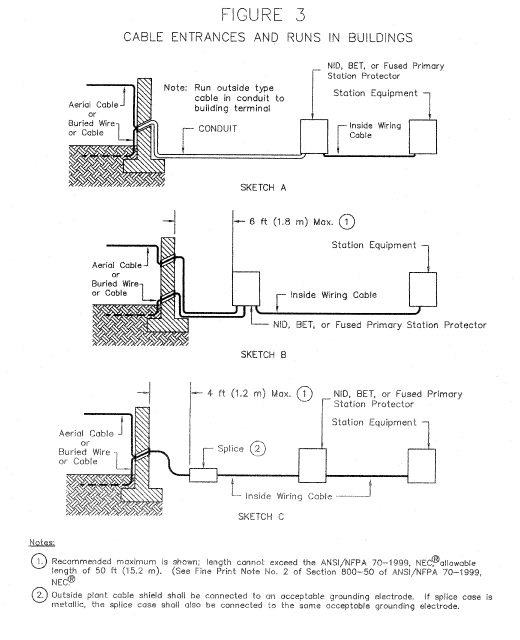 FIGURE 3
CABLE ENTRANCES AND RUNS IN BUILDINGS
NID, BET, or Fused Primary
Station Protector
Note: Run outside type
cable in conduit to
building terminal
Station Equipment
Aerial Cable
or
Buried Wire
or Cable
CONDUIT
Inside Wiring
Cable
SKETCH A
6 ft (1.8 m) Max. 1
Station Equipment
Aerial Cable
or
Buried Wire
or Cable
Inside Wiring Cable
NID, BET, or Fused Primary Station Protector
SKETCH B
4 ft (1.2 m) Max. 1
NID, BET, or Fused Primary
Station Protector
Station Equipment
Aerial Cable
or
Buried Wire
or Cable
Splice 2
Inside Wiring Cable
SKETCH C
Notes:
1. Recommended maximum is shown; length cannot exceed the ANSI/NFPA 70-1999, NEC,® allowable
length of 50 ft (15.2 m). (See Fine Print Note No. 2 of Section 800-50 of ANSI/NFPA 70-1999,
NEC®
2. Outside plant cable shield shall be connected to an acceptable grounding electrode. If splice case is
metallic, the splice case shall also be connected to the same acceptable grounding electrode.